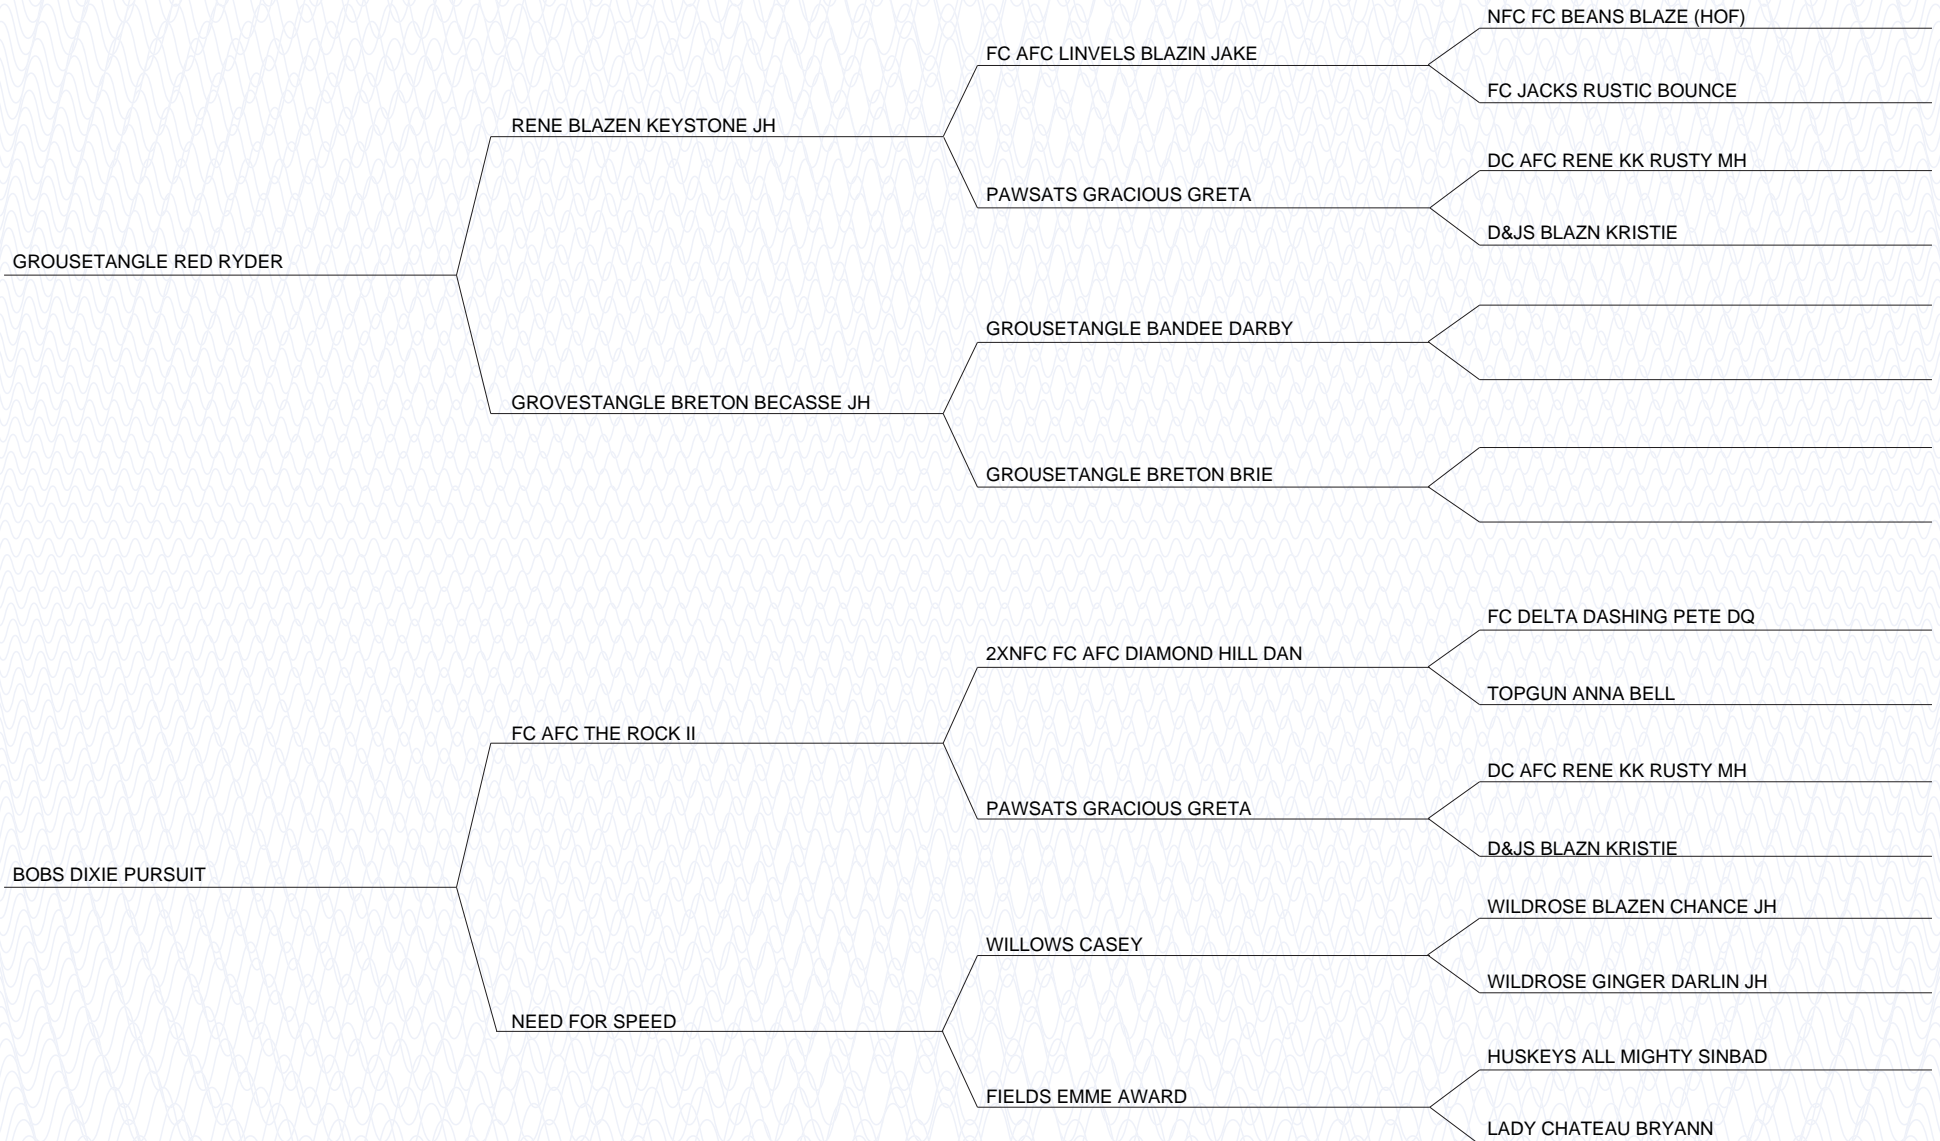 NFC FC BEANS BLAZE (HOF)
FC AFC LINVELS BLAZIN JAKE
FC JACKS RUSTIC BOUNCE
RENE BLAZEN KEYSTONE JH
DC AFC RENE KK RUSTY MH
PAWSATS GRACIOUS GRETA
D&JS BLAZN KRISTIE
GROUSETANGLE RED RYDER
GROUSETANGLE BANDEE DARBY
GROVESTANGLE BRETON BECASSE JH
GROUSETANGLE BRETON BRIE
FC DELTA DASHING PETE DQ
2XNFC FC AFC DIAMOND HILL DAN
TOPGUN ANNA BELL
FC AFC THE ROCK II
DC AFC RENE KK RUSTY MH
PAWSATS GRACIOUS GRETA
D&JS BLAZN KRISTIE
BOBS DIXIE PURSUIT
WILDROSE BLAZEN CHANCE JH
WILLOWS CASEY
WILDROSE GINGER DARLIN JH
NEED FOR SPEED
HUSKEYS ALL MIGHTY SINBAD
FIELDS EMME AWARD
LADY CHATEAU BRYANN